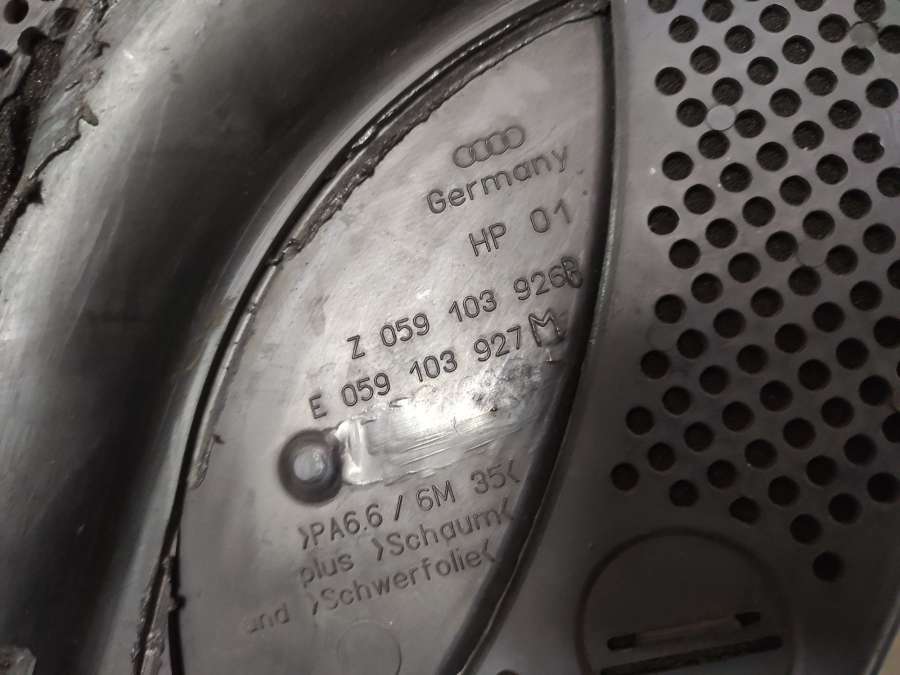 Germany
HP 01
Z 059 103 926B
E 059 103 927M
>PA6.6 / 6M 35<
plus >Schaum<
und >Schwerfolie<